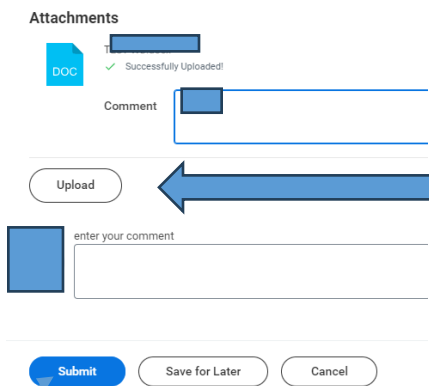 Attachments
DOC
Successfully Uploaded!
Comment
Upload
enter your comment
Submit
Save for Later
Cancel